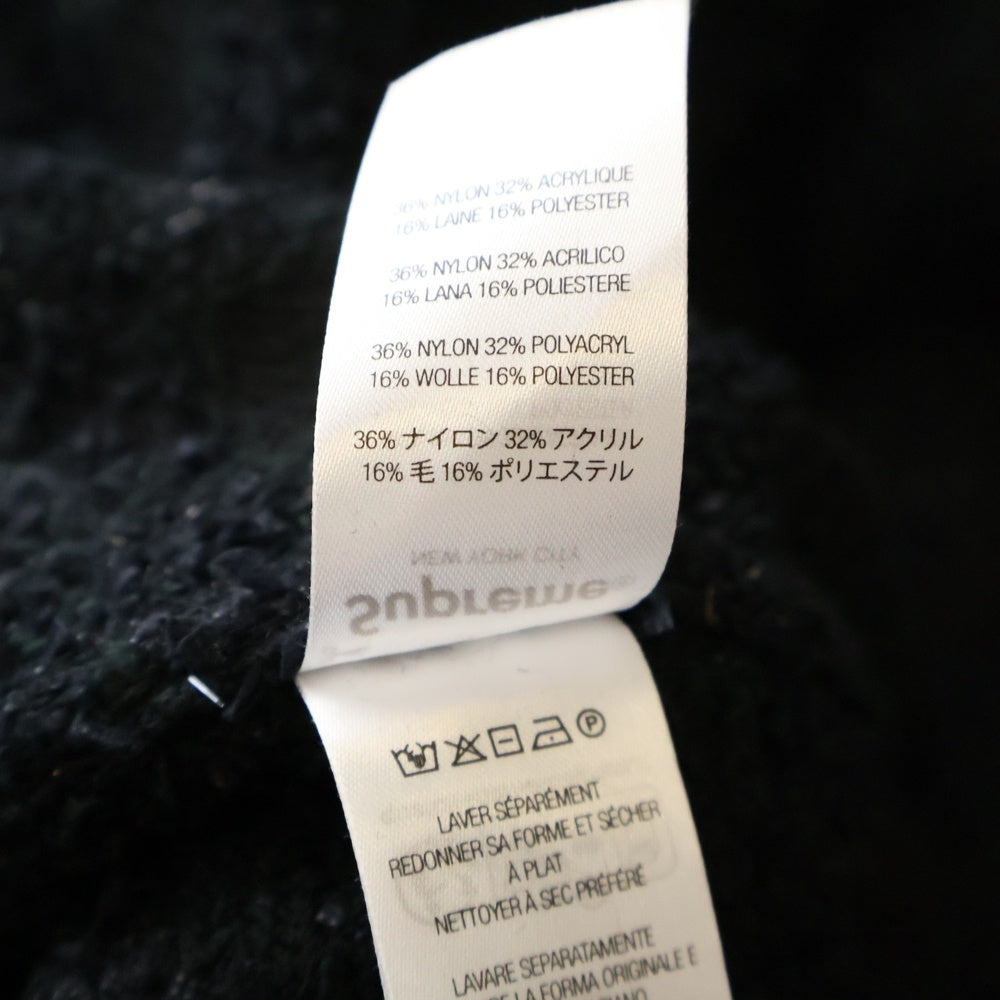 36% NYLON 32% ACRYLIQUE
16% LAINE 16% POLYESTER
36% NYLON 32% ACRILICO
16% LANA 16% POLIESTERE
36% NYLON 32% POLYACRYL
16% WOLLE 16% POLYESTER
36% ナイロン 32% アクリル
16% 毛 16% ポリエステル
NEW YORK CITY
Supreme
P
LAVER SÉPARÉMENT
REDONNER SA FORME ET SÉCHER
À PLAT
NETTOYER À SEC PRÉFÉRÉ
LAVARE SEPARATAMENTE
LA FORMA ORIGINALE E